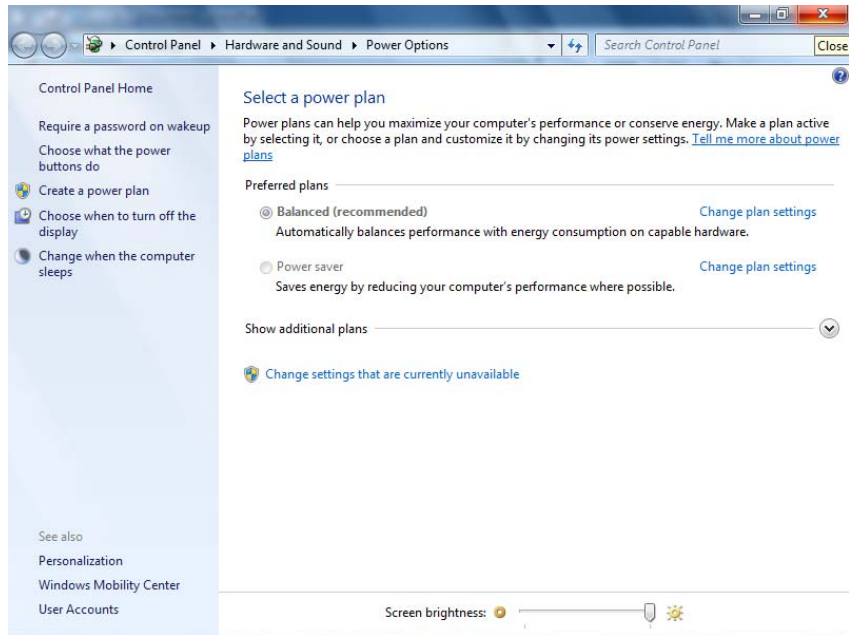 Control Panel Hardware and Sound Power Options
Search Control Panel
Close
Control Panel Home
Require a password on wakeup
Choose what the power
buttons do
Create a power plan
Choose when to turn off the
display
Change when the computer
sleeps
See also
Personalization
Windows Mobility Center
User Accounts
Select a power plan
Power plans can help you maximize your computer's performance or conserve energy. Make a plan active
by selecting it, or choose a plan and customize it by changing its power settings. Tell me more about power
plans
Preferred plans
Balanced (recommended) Change plan settings
Automatically balances performance with energy consumption on capable hardware.
Power saver Change plan settings
Saves energy by reducing your computer's performance where possible.
Show additional plans
Change settings that are currently unavailable
Screen brightness: